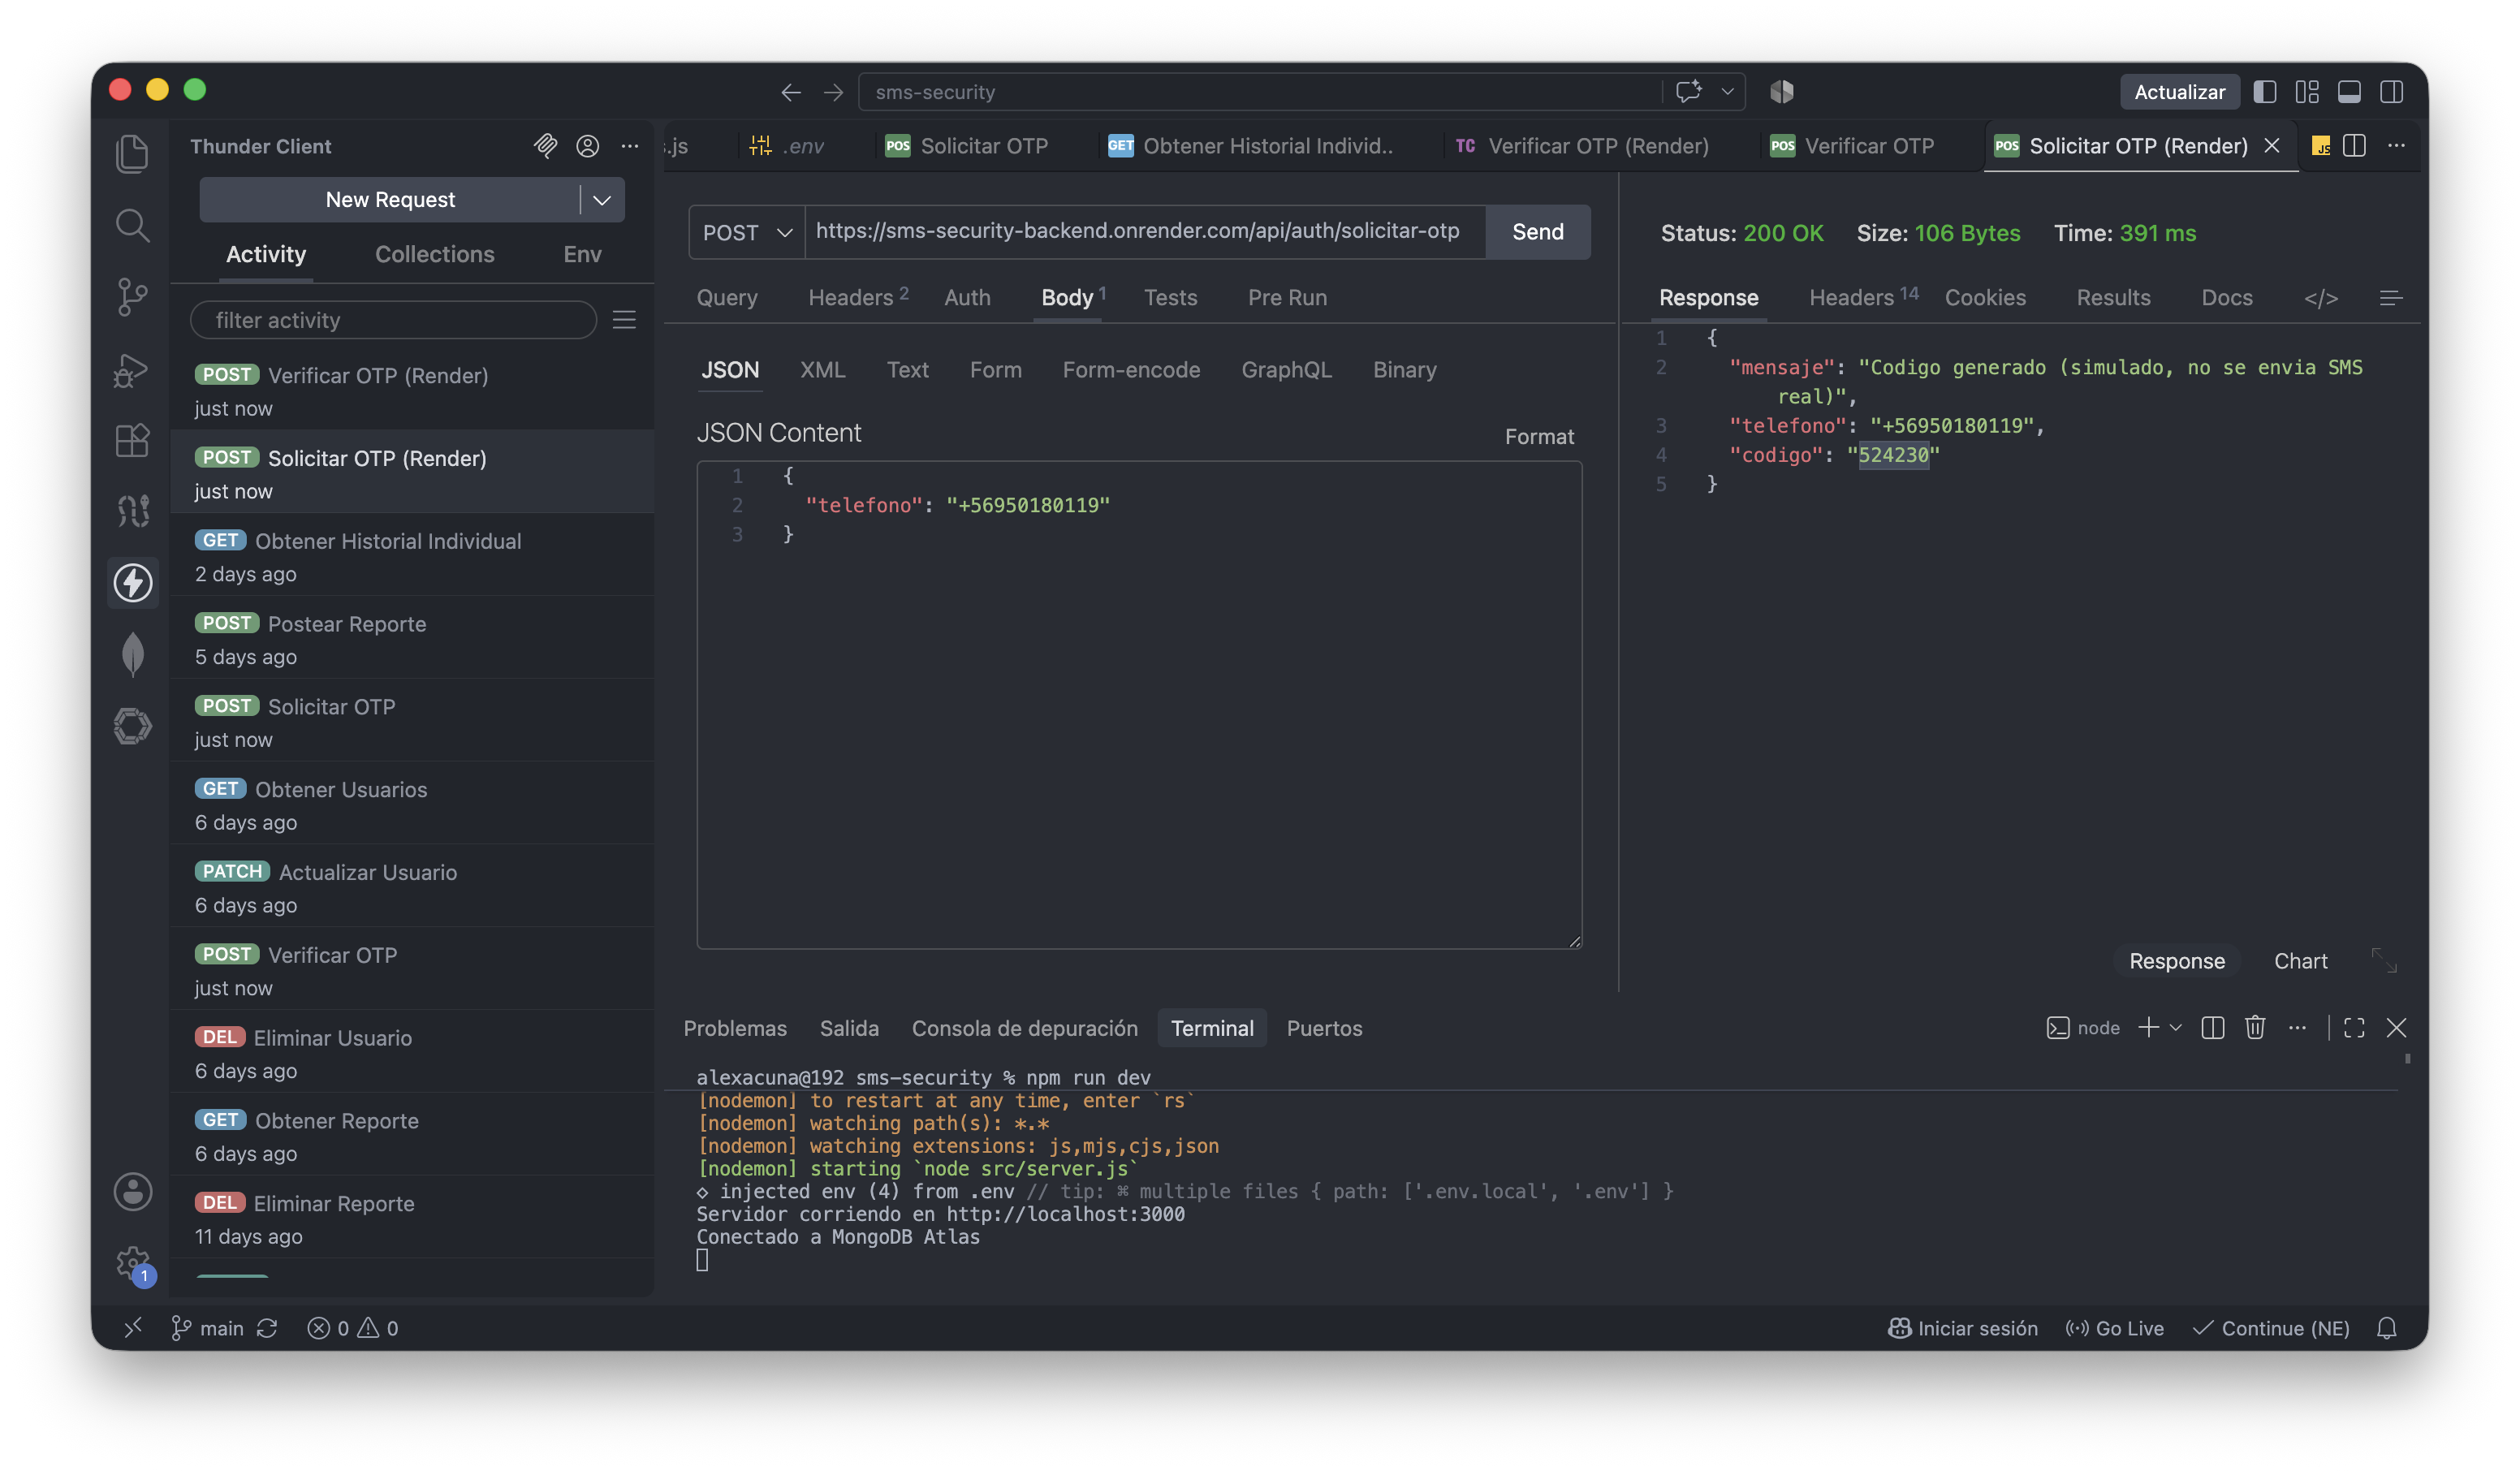 sms-security
Actualizar
Thunder Client
New Request
Activity Collections Env
filter activity
POST Verificar OTP (Render)
just now
POST Solicitar OTP (Render)
just now
GET Obtener Historial Individual
2 days ago
POST Postear Reporte
5 days ago
POST Solicitar OTP
just now
GET Obtener Usuarios
6 days ago
PATCH Actualizar Usuario
6 days ago
POST Verificar OTP
just now
DEL Eliminar Usuario
6 days ago
GET Obtener Reporte
6 days ago
DEL Eliminar Reporte
11 days ago
1
.js .env POS Solicitar OTP GET Obtener Historial Individ.. TC Verificar OTP (Render) POS Verificar OTP POS Solicitar OTP (Render) JS
POST https://sms-security-backend.onrender.com/api/auth/solicitar-otp Send
Query Headers 2 Auth Body 1 Tests Pre Run
JSON XML Text Form Form-encode GraphQL Binary
JSON Content Format
1 {
2 "telefono": "+56950180119"
3 }
Status: 200 OK Size: 106 Bytes Time: 391 ms
Response Headers 14 Cookies Results Docs </>
1 {
2 "mensaje": "Codigo generado (simulado, no se envia SMS
real)",
3 "telefono": "+56950180119",
4 "codigo": "524230"
5 }
Response Chart
Problemas Salida Consola de depuración Terminal Puertos node
alexacuna@192 sms-security % npm run dev
[nodemon] to restart at any time, enter `rs`
[nodemon] watching path(s): *.*
[nodemon] watching extensions: js,mjs,cjs,json
[nodemon] starting `node src/server.js`
◇ injected env (4) from .env // tip: ⌘ multiple files { path: ['.env.local', '.env'] }
Servidor corriendo en http://localhost:3000
Conectado a MongoDB Atlas
main 0 0 Iniciar sesión Go Live Continue (NE)